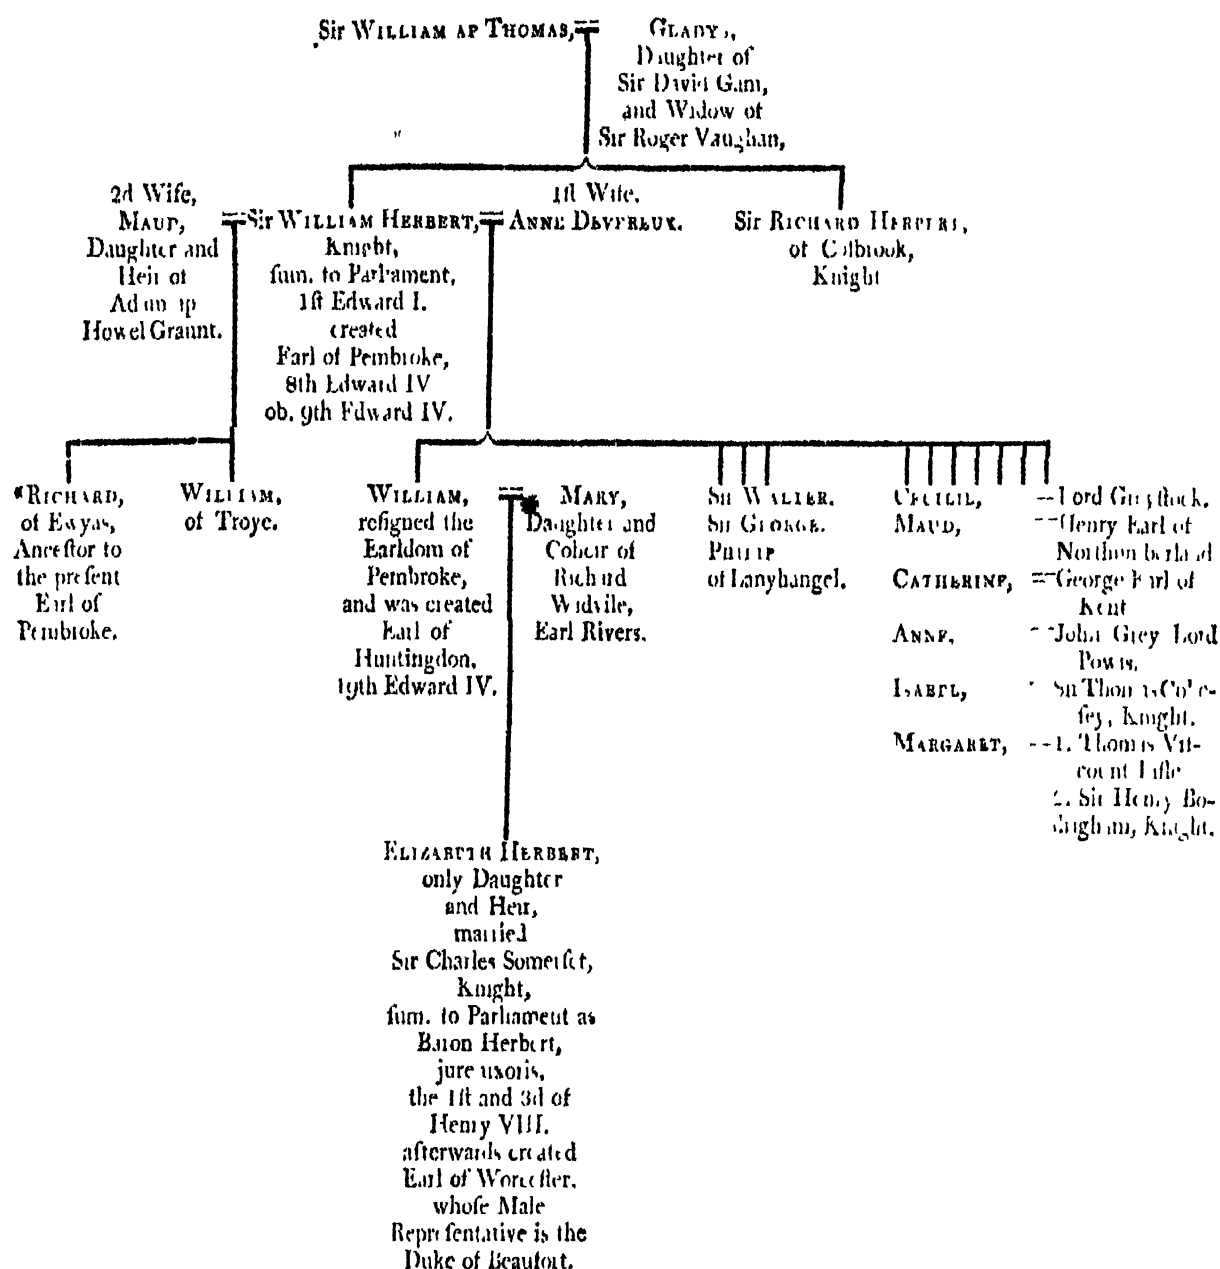 Sir WILLIAM AP THOMAS,
GLADYS,
Daughter of
Sir David Gam,
and Widow of
Sir Roger Vaughan,
2d Wife,
MAUD,
Daughter and
Heir of
Adam ap
Howel Graunt.
Sir WILLIAM HERBERT,
Knight,
ſum. to Parliament,
1ſt Edward I.
created
Earl of Pembroke,
8th Edward IV
ob. 9th Edward IV.
1ſt Wife.
ANNE DEVEREUX.
Sir RICHARD HERBERT,
of Colbrook,
Knight
RICHARD,
of Ewyas,
Anceſtor to
the preſent
Earl of
Pembroke.
WILLIAM,
of Troye.
WILLIAM,
reſigned the
Earldom of
Pembroke,
and was created
Earl of
Huntingdon,
19th Edward IV.
MARY,
Daughter and
Coheir of
Richard
Widvile,
Earl Rivers.
Sir WALTER.
Sir GEORGE.
PHILIP
of Lanyhangel.
CECILIE, Lord Greyſtock.
MAUD, Henry Earl of
Northumberland
CATHERINE, George Earl of
Kent
ANNE, John Grey Lord
Powis.
ISABEL, Sir Thomas
Knight.
MARGARET, 1. Thomas Viſ-
count Liſle
2. Sir Henry Bo-
Knight.
ELIZABETH HERBERT,
only Daughter
and Heir,
married
Sir Charles Somerſet,
Knight,
ſum. to Parliament as
Baron Herbert,
jure uxoris,
the 1ſt and 3d of
Henry VIII.
afterwards created
Earl of Worceſter,
whoſe Male
Repreſentative is the
Duke of Beaufort.